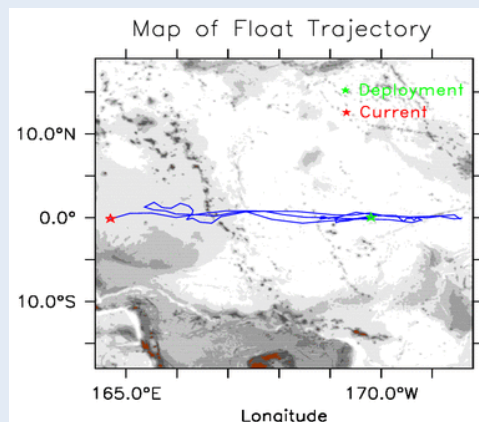 Map of Float Trajectory
Deployment
Current
10.0°N
0.0°
10.0°S
165.0°E 170.0°W
Longitude